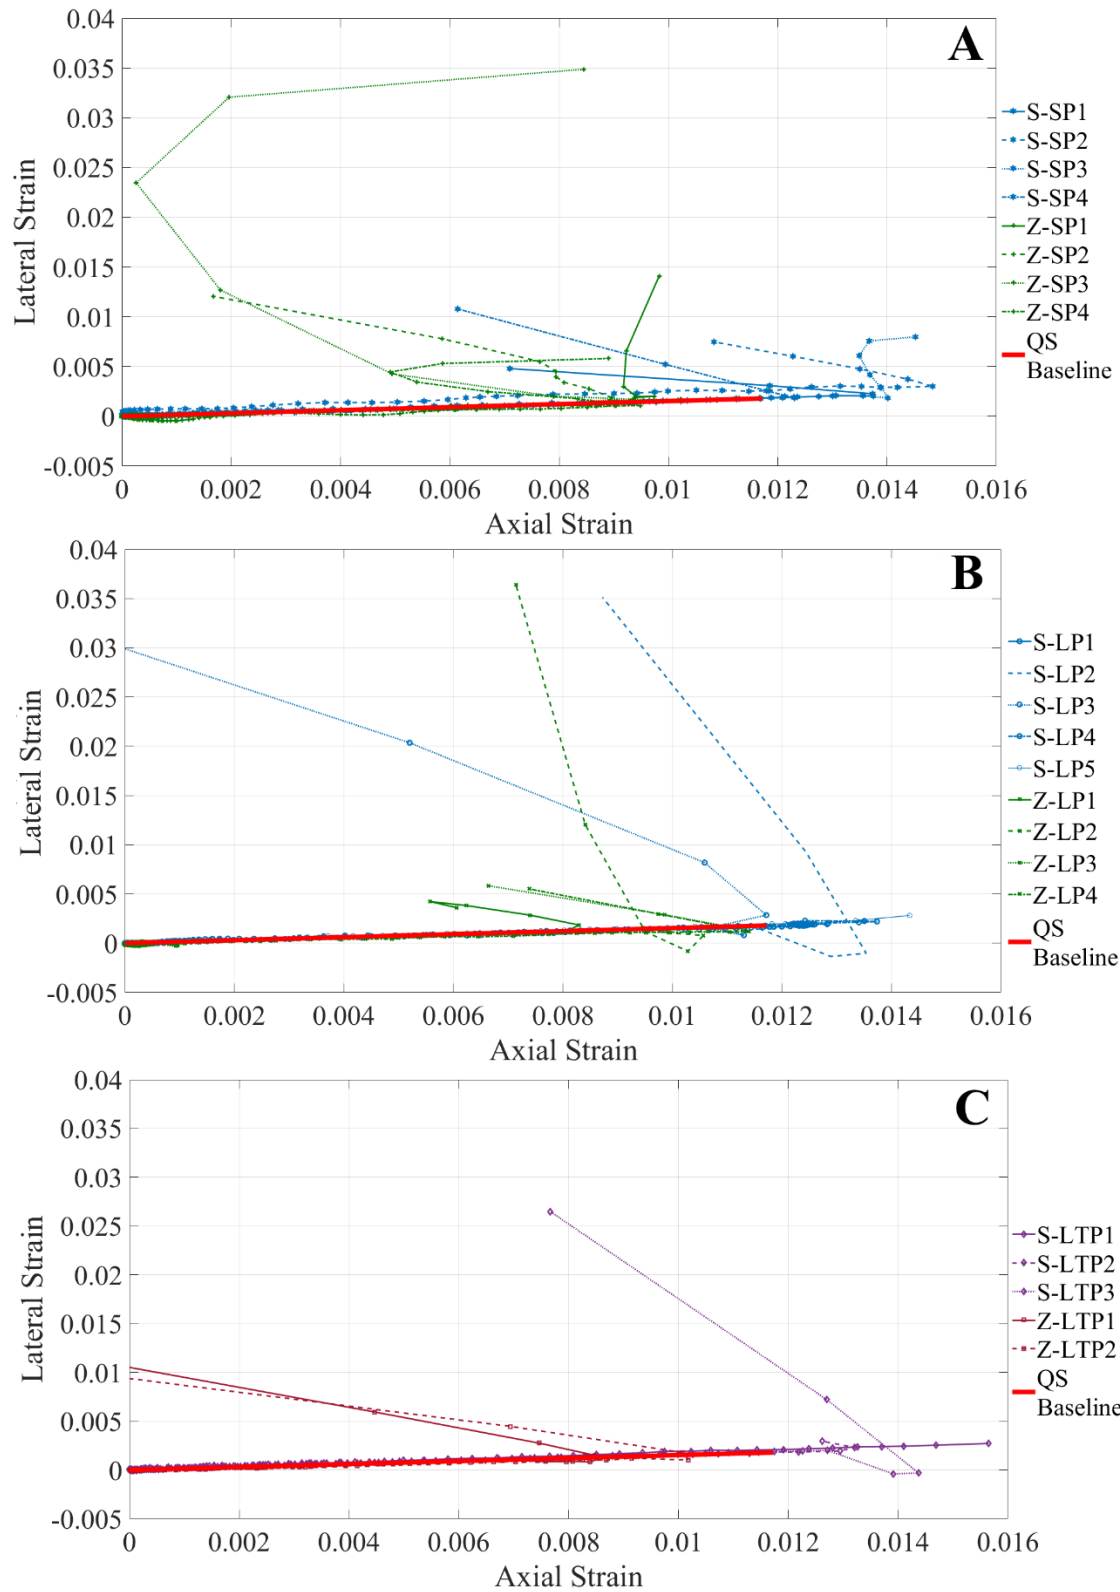 A
0.04
0.035
0.03
0.025
0.02
0.015
0.01
0.005
0
-0.005
Lateral Strain
0 0.002 0.004 0.006 0.008 0.01 0.012 0.014 0.016
Axial Strain
S-SP1
S-SP2
S-SP3
S-SP4
Z-SP1
Z-SP2
Z-SP3
Z-SP4
QS
Baseline
B
0.04
0.035
0.03
0.025
0.02
0.015
0.01
0.005
0
-0.005
Lateral Strain
0 0.002 0.004 0.006 0.008 0.01 0.012 0.014 0.016
Axial Strain
S-LP1
S-LP2
S-LP3
S-LP4
S-LP5
Z-LP1
Z-LP2
Z-LP3
Z-LP4
QS
Baseline
C
0.04
0.035
0.03
0.025
0.02
0.015
0.01
0.005
0
-0.005
Lateral Strain
0 0.002 0.004 0.006 0.008 0.01 0.012 0.014 0.016
Axial Strain
S-LTP1
S-LTP2
S-LTP3
Z-LTP1
Z-LTP2
QS
Baseline